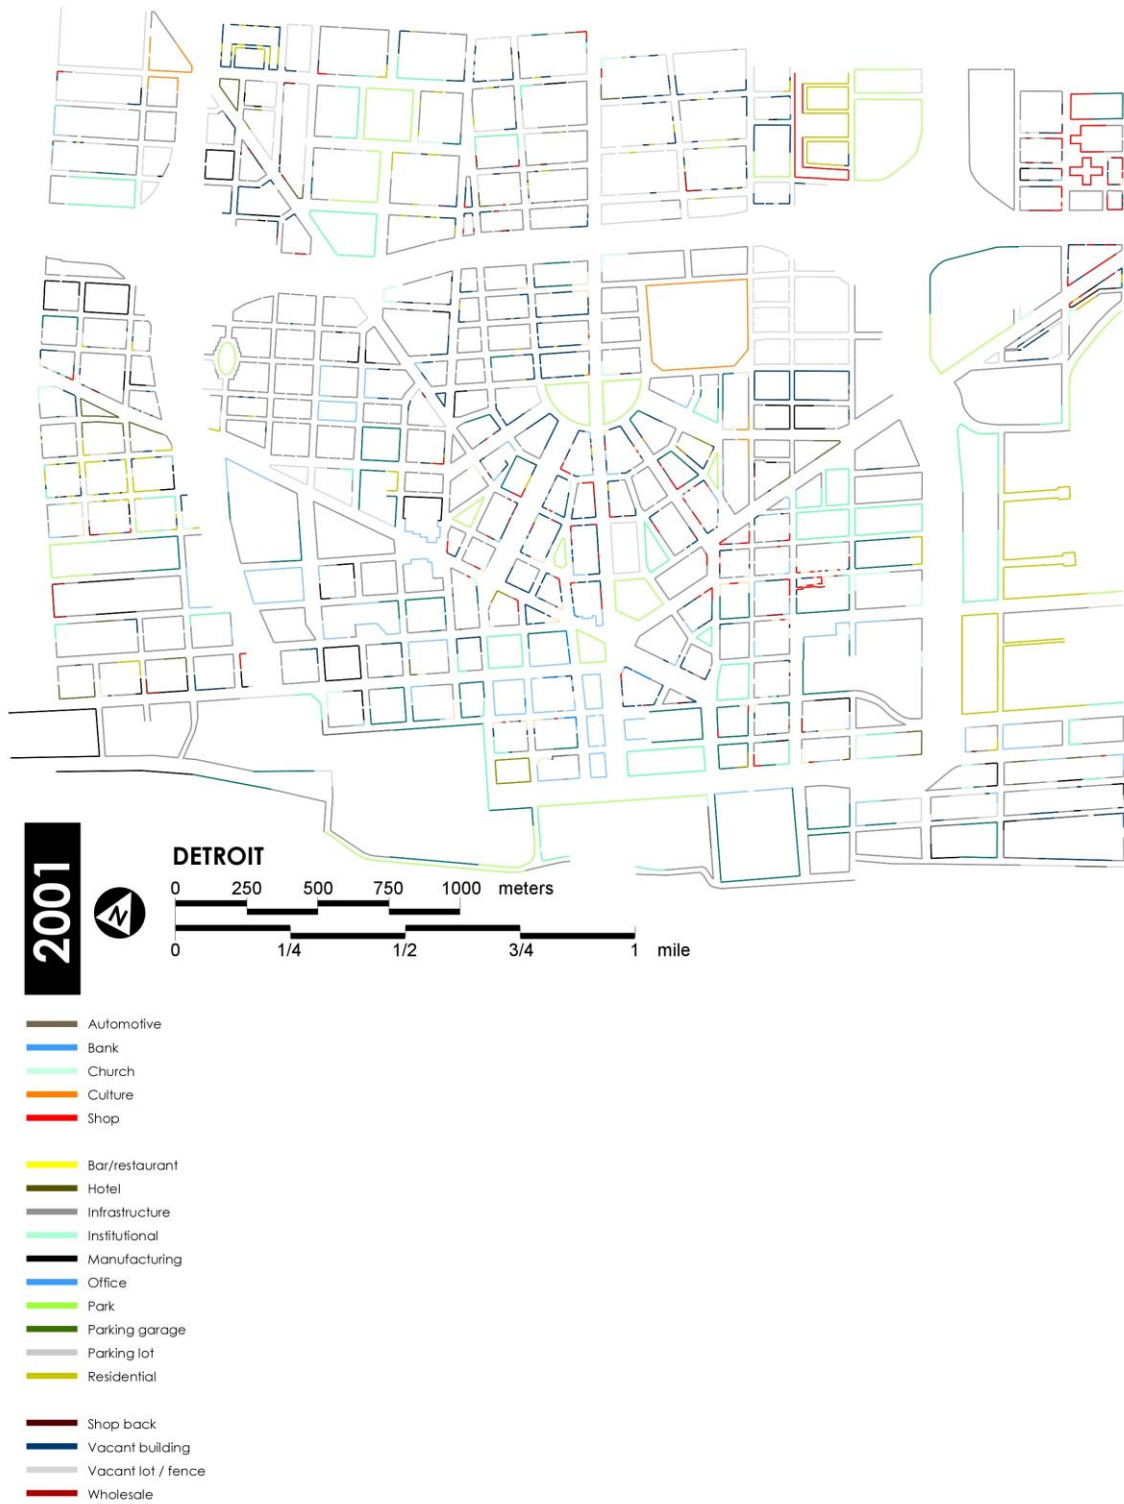 2001
N
DETROIT
0 250 500 750 1000 meters
0 1/4 1/2 3/4 1 mile
Automotive
Bank
Church
Culture
Shop
Bar/restaurant
Hotel
Infrastructure
Institutional
Manufacturing
Office
Park
Parking garage
Parking lot
Residential
Shop back
Vacant building
Vacant lot / fence
Wholesale